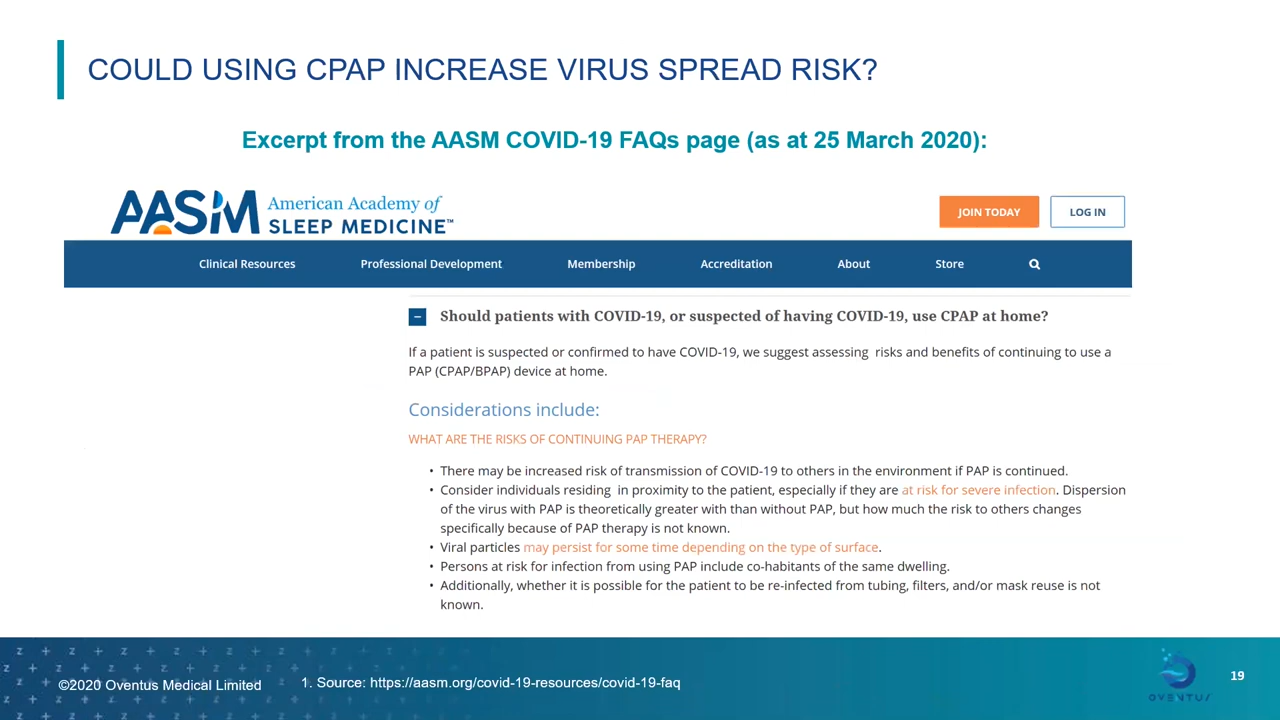 COULD USING CPAP INCREASE VIRUS SPREAD RISK?
Excerpt from the AASM COVID-19 FAQs page (as at 25 March 2020):
AASM American Academy of
SLEEP MEDICINE™
JOIN TODAY
LOG IN
Clinical Resources
Professional Development
Membership
Accreditation
About
Store
Should patients with COVID-19, or suspected of having COVID-19, use CPAP at home?
If a patient is suspected or confirmed to have COVID-19, we suggest assessing risks and benefits of continuing to use a
PAP (CPAP/BPAP) device at home.
Considerations include:
WHAT ARE THE RISKS OF CONTINUING PAP THERAPY?
• There may be increased risk of transmission of COVID-19 to others in the environment if PAP is continued.
• Consider individuals residing in proximity to the patient, especially if they are at risk for severe infection. Dispersion
of the virus with PAP is theoretically greater with than without PAP, but how much the risk to others changes
specifically because of PAP therapy is not known.
• Viral particles may persist for some time depending on the type of surface.
• Persons at risk for infection from using PAP include co-habitants of the same dwelling.
• Additionally, whether it is possible for the patient to be re-infected from tubing, filters, and/or mask reuse is not
known.
©2020 Oventus Medical Limited
1. Source: https://aasm.org/covid-19-resources/covid-19-faq
OVENTUS
19